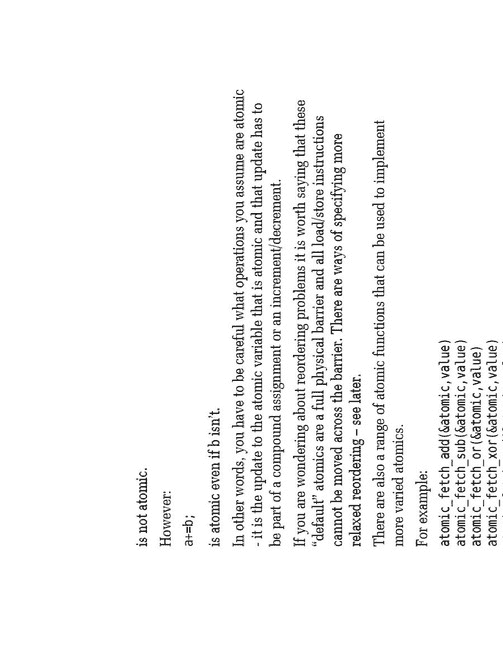 is not atomic.
However:
a+=b;
is atomic even if b isn't.
In other words, you have to be careful what operations you assume are atomic
- it is the update to the atomic variable that is atomic and that update has to
be part of a compound assignment or an increment/decrement.
If you are wondering about reordering problems it is worth saying that these
“default” atomics are a full physical barrier and all load/store instructions
cannot be moved across the barrier. There are ways of specifying more
relaxed reordering – see later.
There are also a range of atomic functions that can be used to implement
more varied atomics.
For example:
atomic_fetch_add(&atomic,value)
atomic_fetch_sub(&atomic,value)
atomic_fetch_or(&atomic,value)
atomic_fetch_xor(&atomic,value)